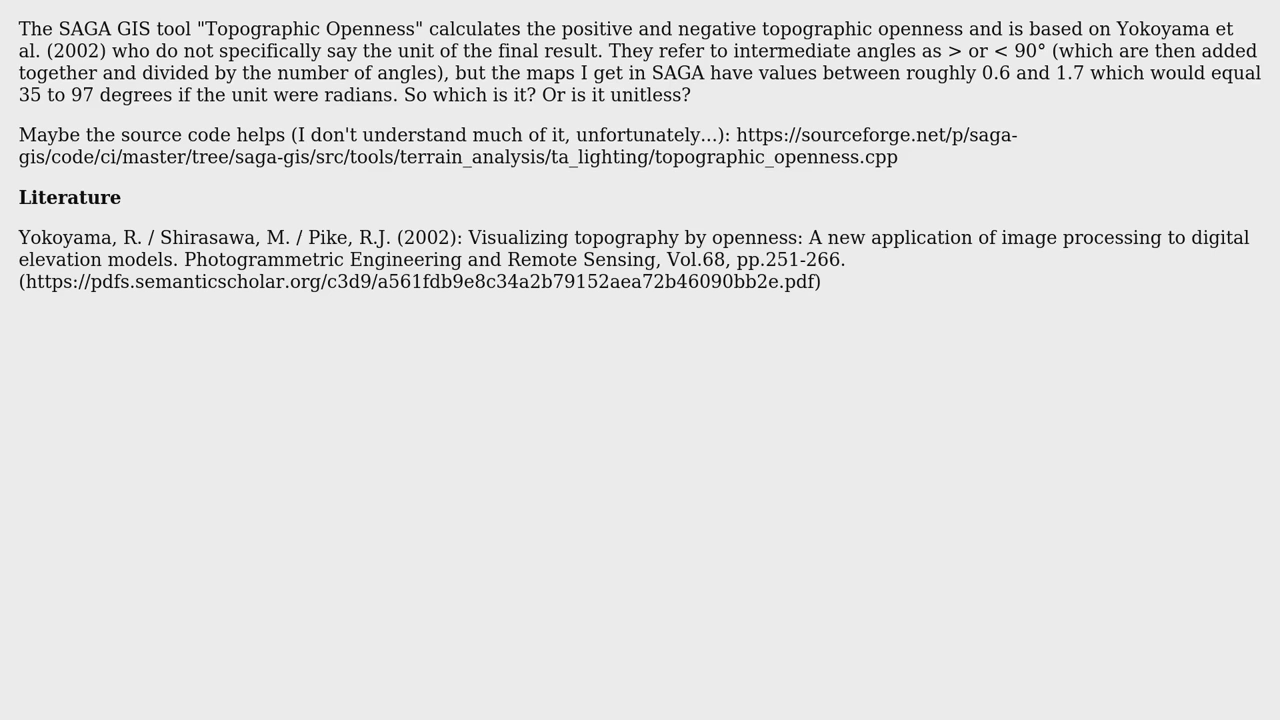 The SAGA GIS tool "Topographic Openness" calculates the positive and negative topographic openness and is based on Yokoyama et
al. (2002) who do not specifically say the unit of the final result. They refer to intermediate angles as > or < 90° (which are then added
together and divided by the number of angles), but the maps I get in SAGA have values between roughly 0.6 and 1.7 which would equal
35 to 97 degrees if the unit were radians. So which is it? Or is it unitless?
Maybe the source code helps (I don't understand much of it, unfortunately...): https://sourceforge.net/p/saga-
gis/code/ci/master/tree/saga-gis/src/tools/terrain_analysis/ta_lighting/topographic_openness.cpp
Literature
Yokoyama, R. / Shirasawa, M. / Pike, R.J. (2002): Visualizing topography by openness: A new application of image processing to digital
elevation models. Photogrammetric Engineering and Remote Sensing, Vol.68, pp.251-266.
(https://pdfs.semanticscholar.org/c3d9/a561fdb9e8c34a2b79152aea72b46090bb2e.pdf)